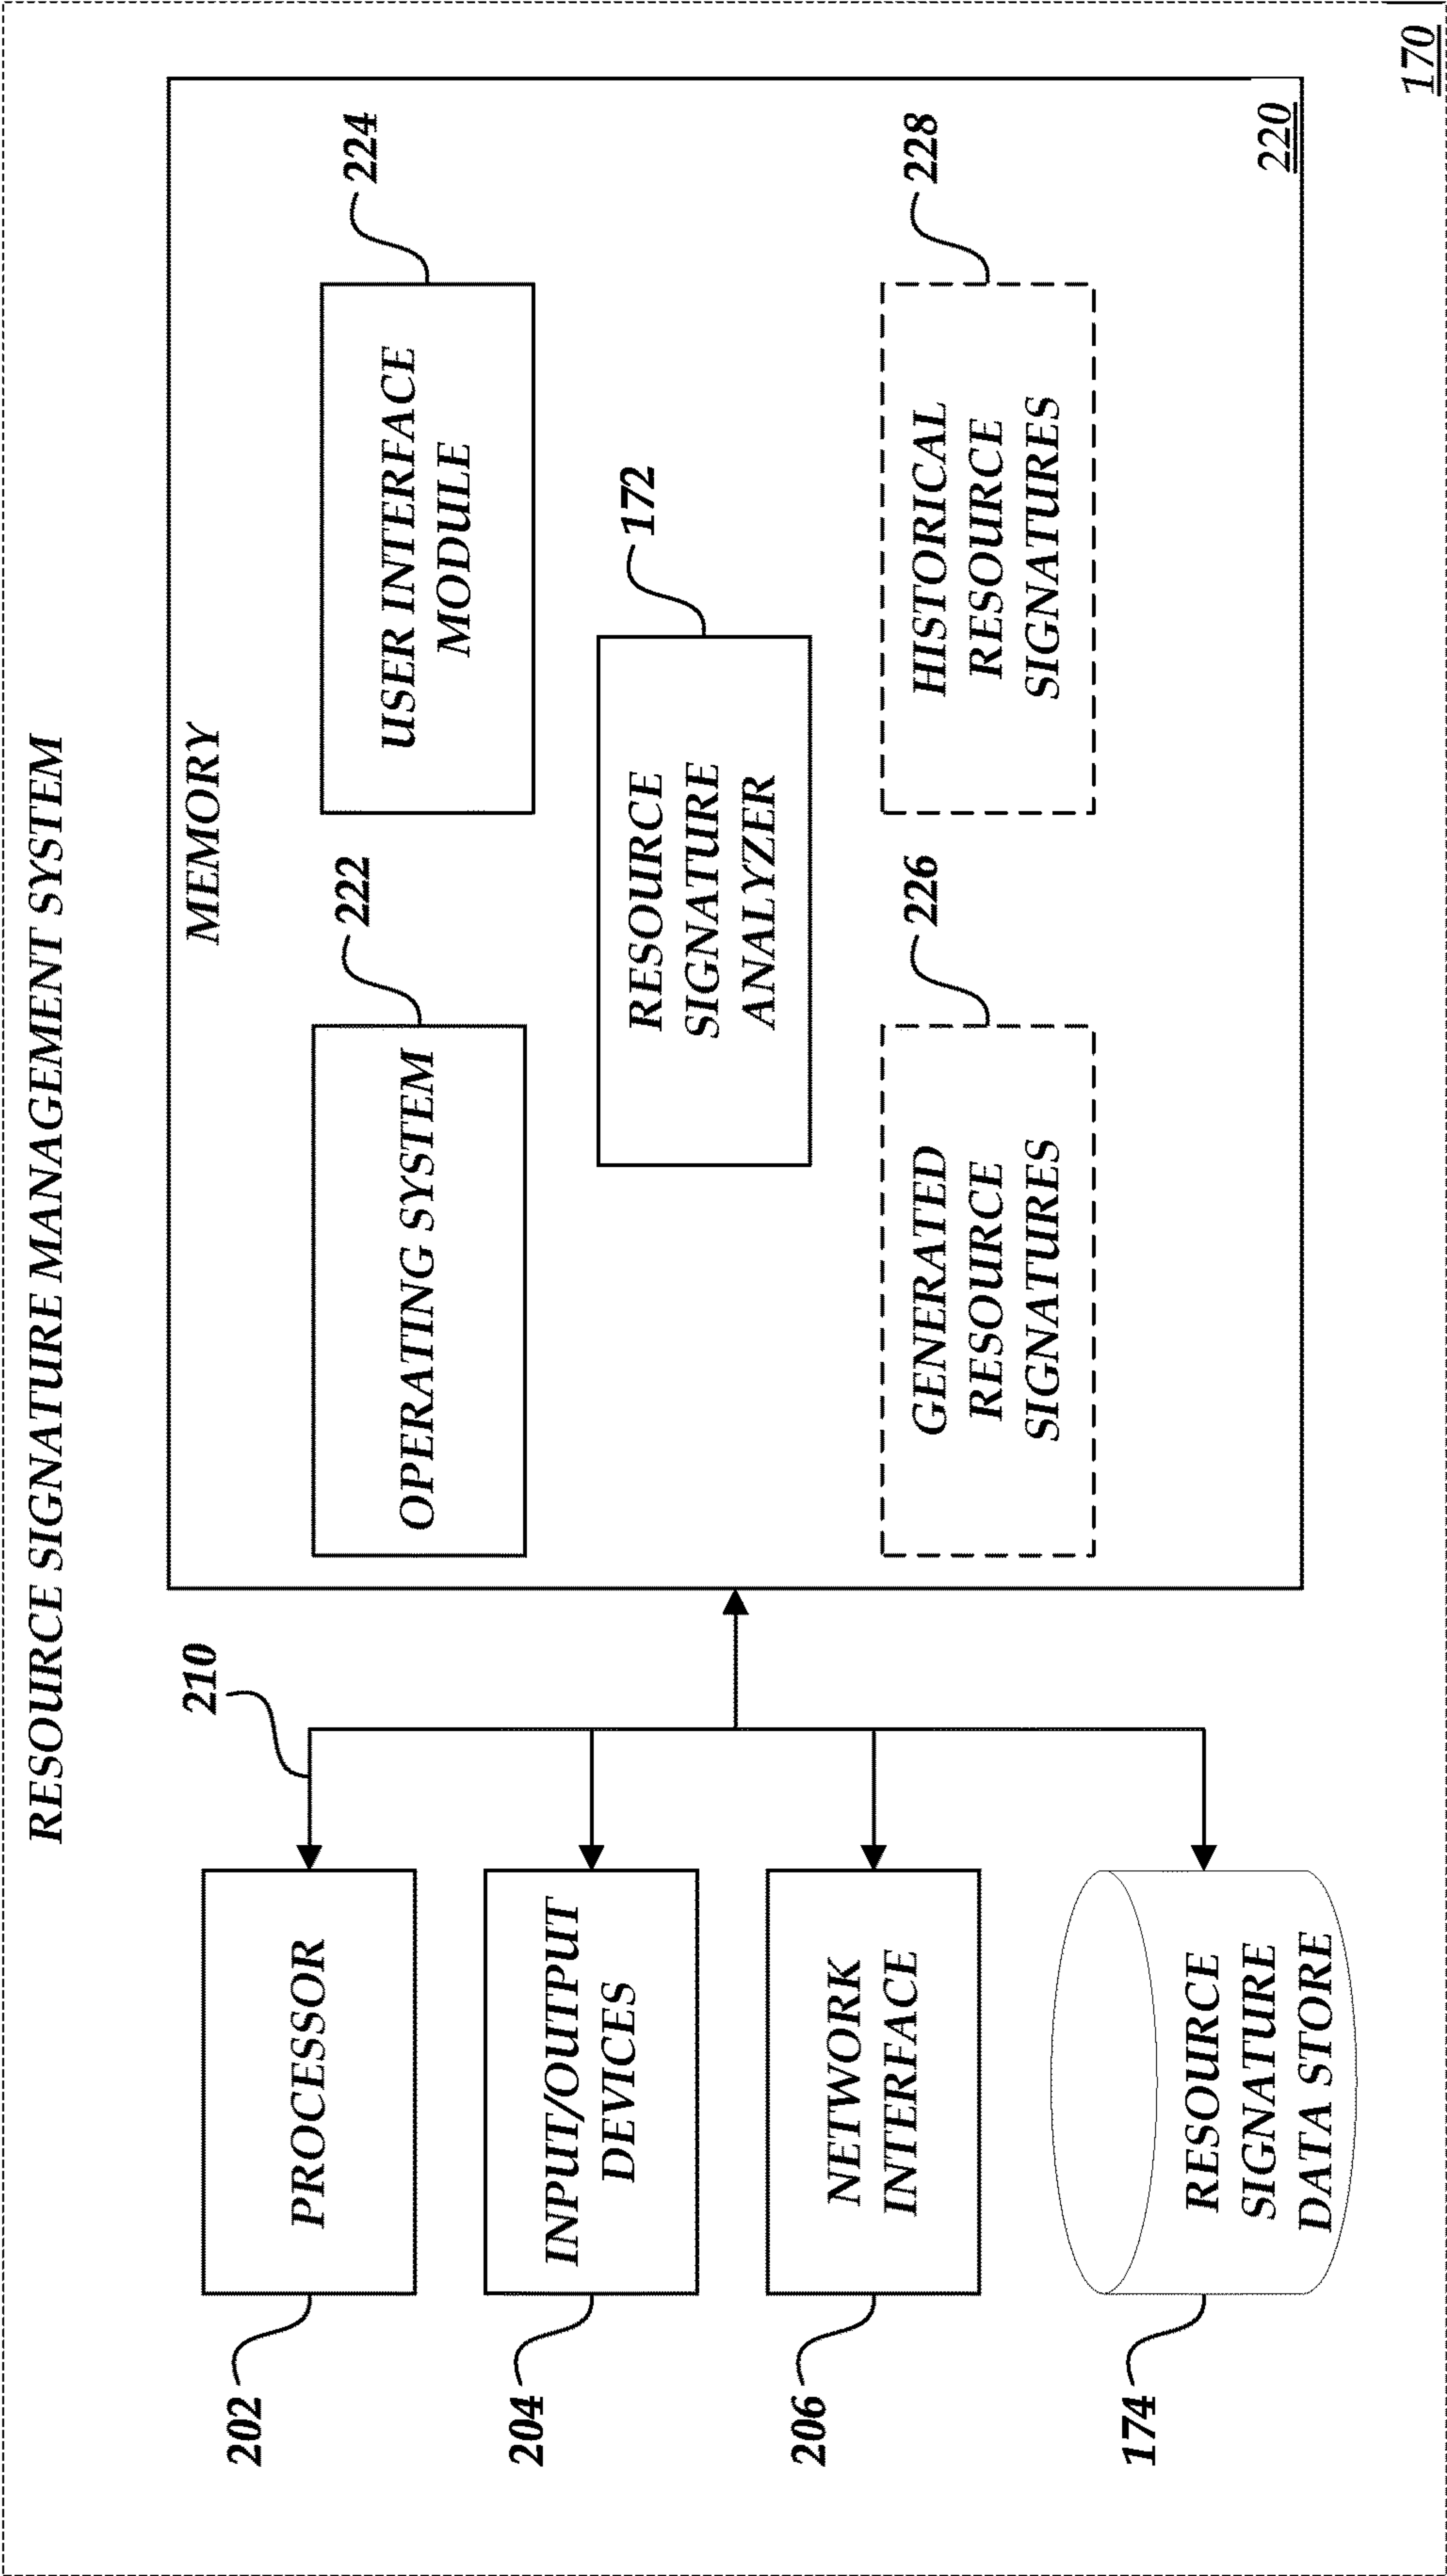 RESOURCE SIGNATURE MANAGEMENT SYSTEM
210
202
PROCESSOR
204
INPUT/OUTPUT
DEVICES
206
NETWORK
INTERFACE
174
RESOURCE
SIGNATURE
DATA STORE
MEMORY
222
OPERATING SYSTEM
224
USER INTERFACE
MODULE
172
RESOURCE
SIGNATURE
ANALYZER
226
GENERATED
RESOURCE
SIGNATURES
228
HISTORICAL
RESOURCE
SIGNATURES
220
170